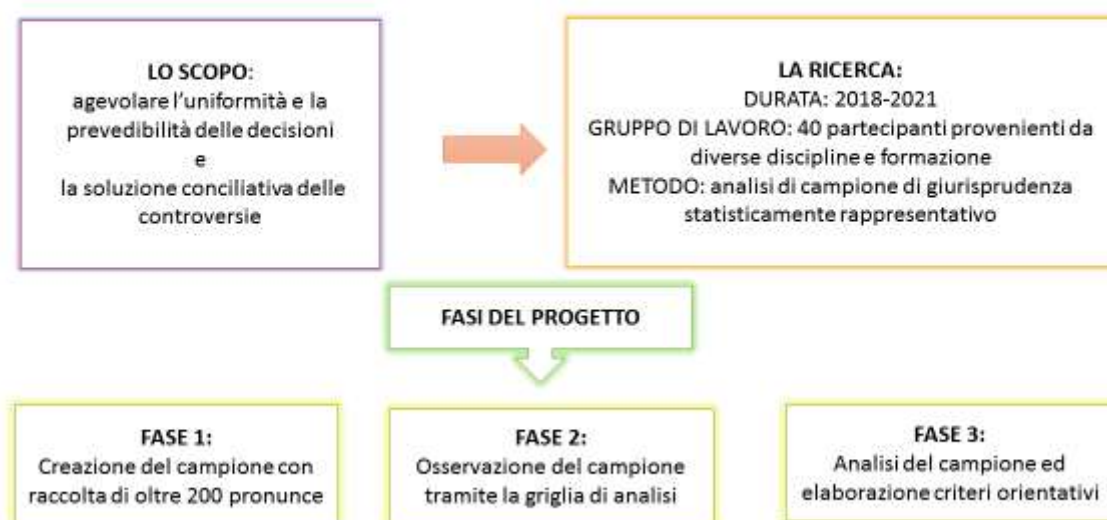 LO SCOPO:
agevolare l'uniformità e la
prevedibilità delle decisioni
e
la soluzione conciliativa delle
controversie
LA RICERCA:
DURATA: 2018-2021
GRUPPO DI LAVORO: 40 partecipanti provenienti da
diverse discipline e formazione
METODO: analisi di campione di giurisprudenza
statisticamente rappresentativo
FASI DEL PROGETTO
FASE 1:
Creazione del campione con
raccolta di oltre 200 pronunce
FASE 2:
Osservazione del campione
tramite la griglia di analisi
FASE 3:
Analisi del campione ed
elaborazione criteri orientativi